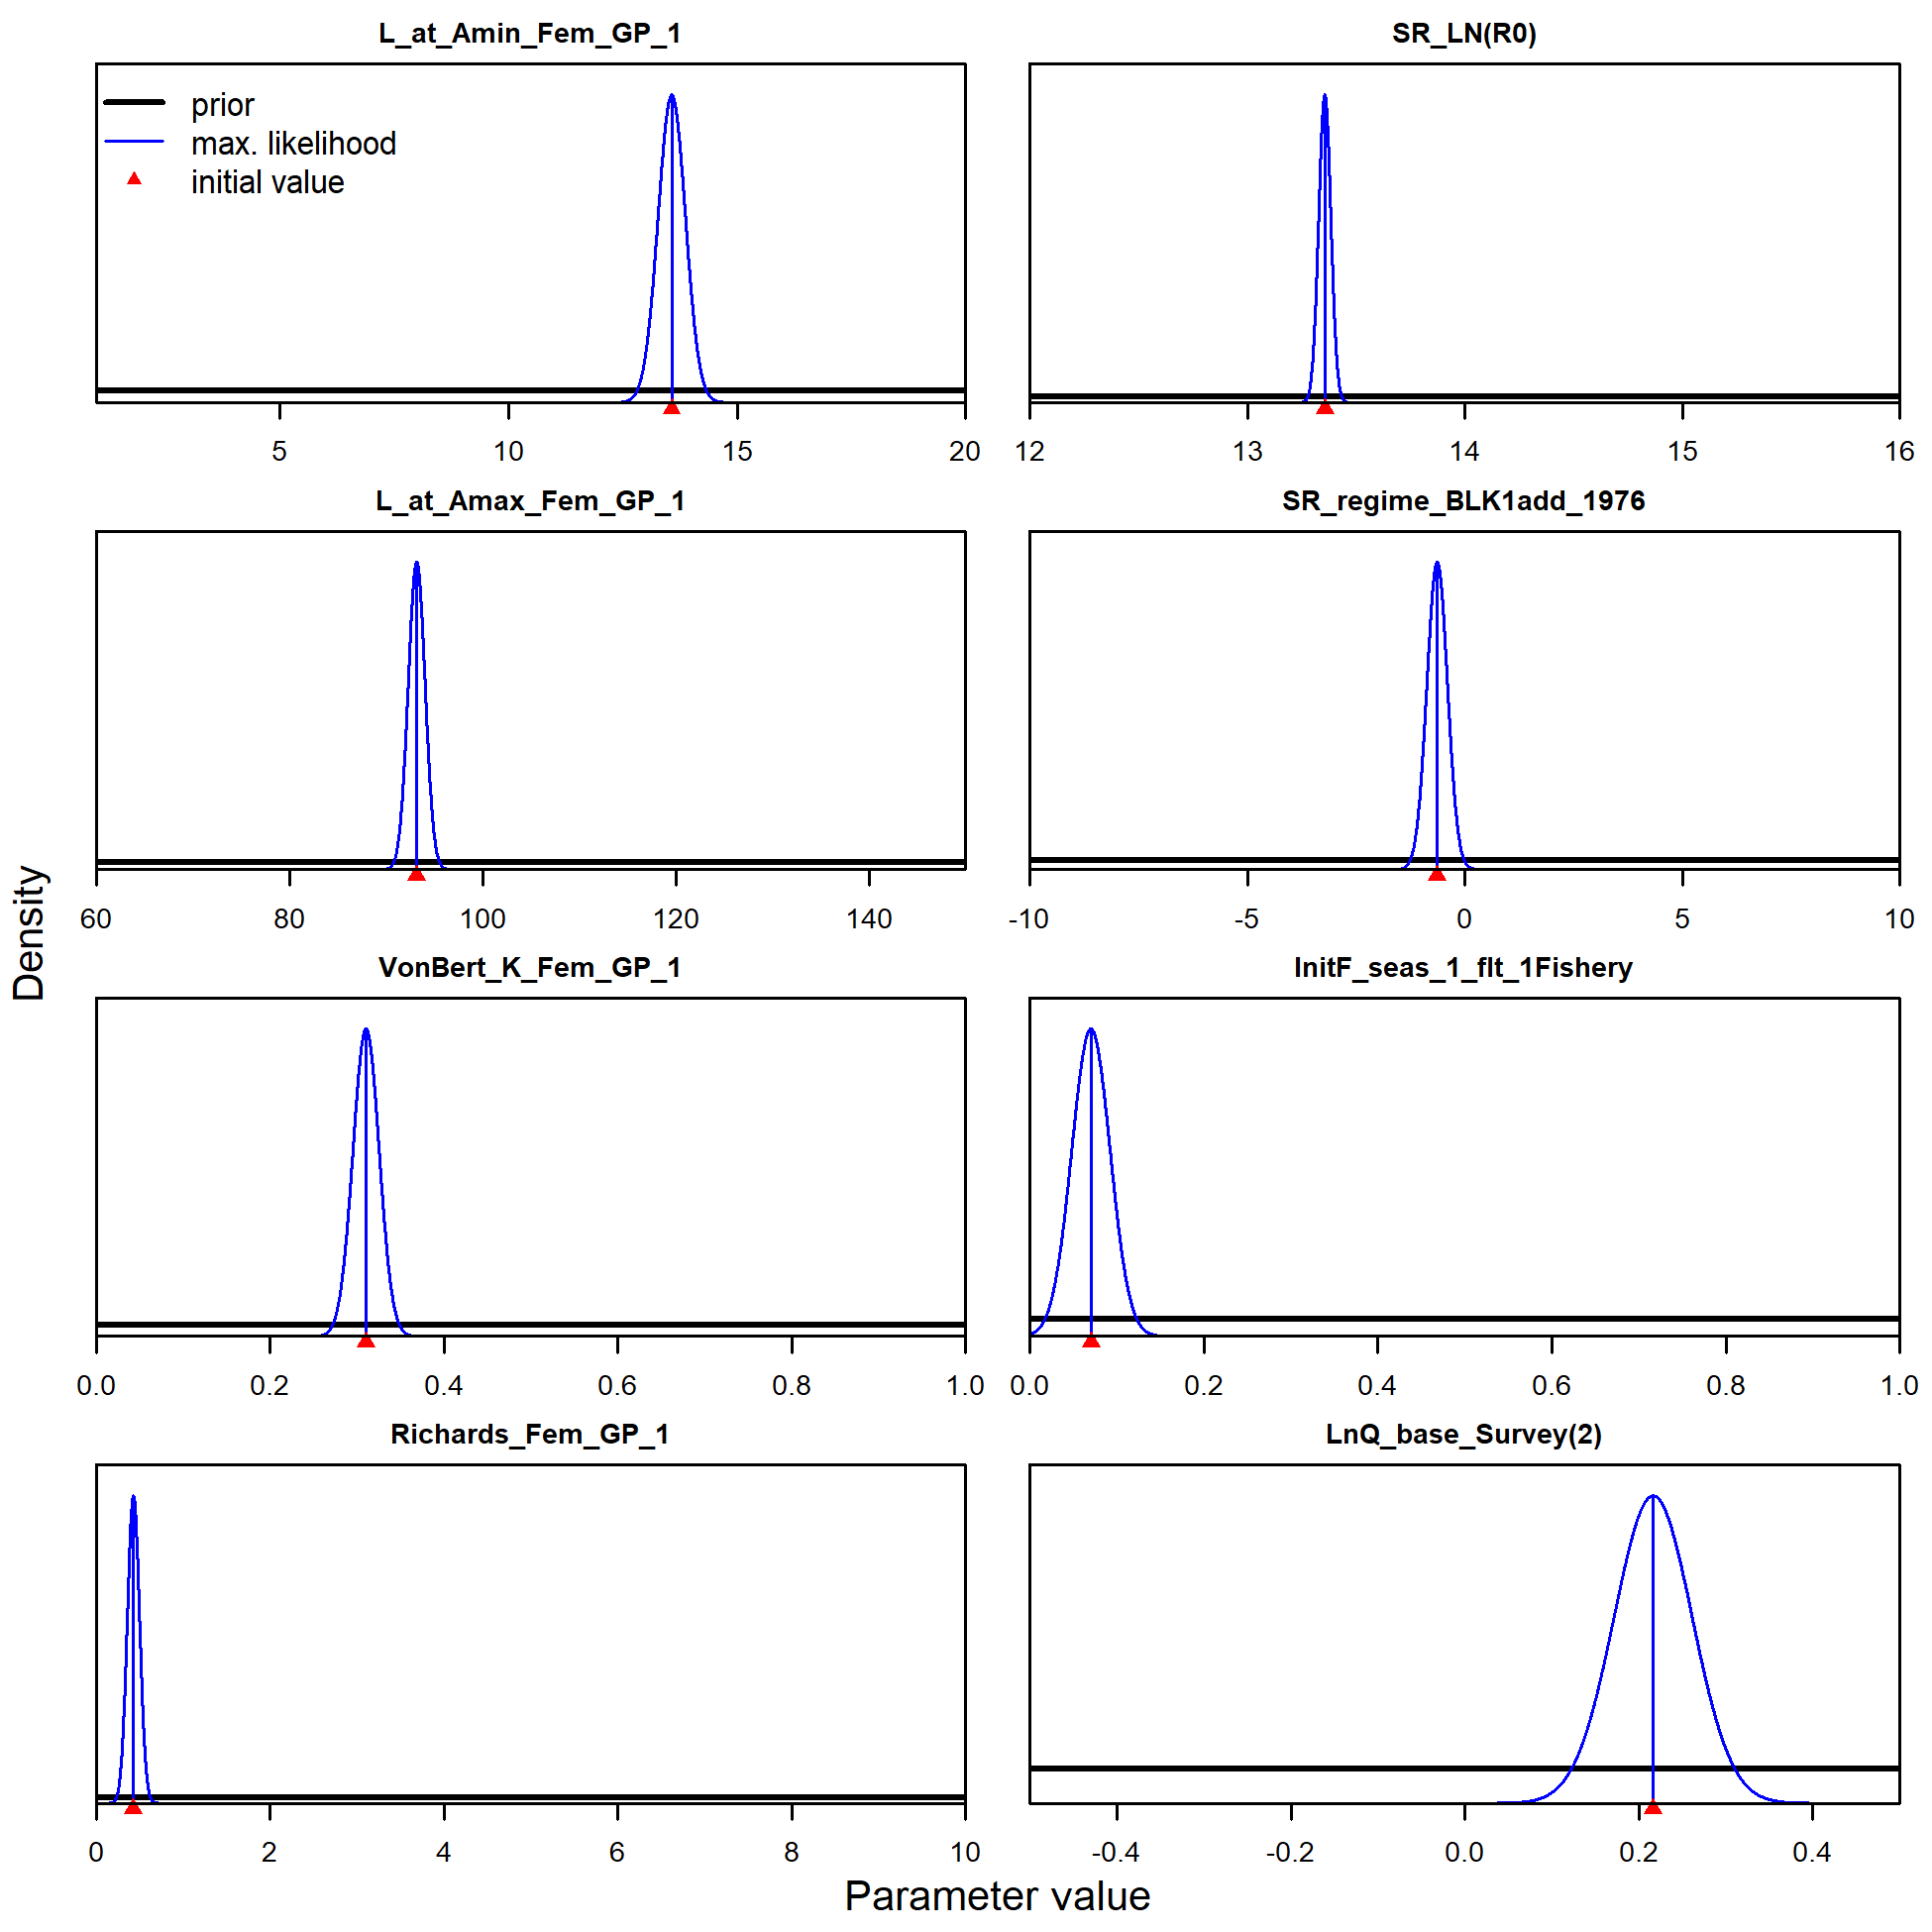 L_at_Amin_Fem_GP_1
prior
max. likelihood
initial value
5 10 15 20
SR_LN(R0)
12 13 14 15 16
L_at_Amax_Fem_GP_1
60 80 100 120 140
SR_regime_BLK1add_1976
-10 -5 0 5 10
VonBert_K_Fem_GP_1
0.0 0.2 0.4 0.6 0.8 1.0
InitF_seas_1_flt_1Fishery
0.0 0.2 0.4 0.6 0.8 1.0
Richards_Fem_GP_1
0 2 4 6 8 10
LnQ_base_Survey(2)
-0.4 -0.2 0.0 0.2 0.4
Density
Parameter value